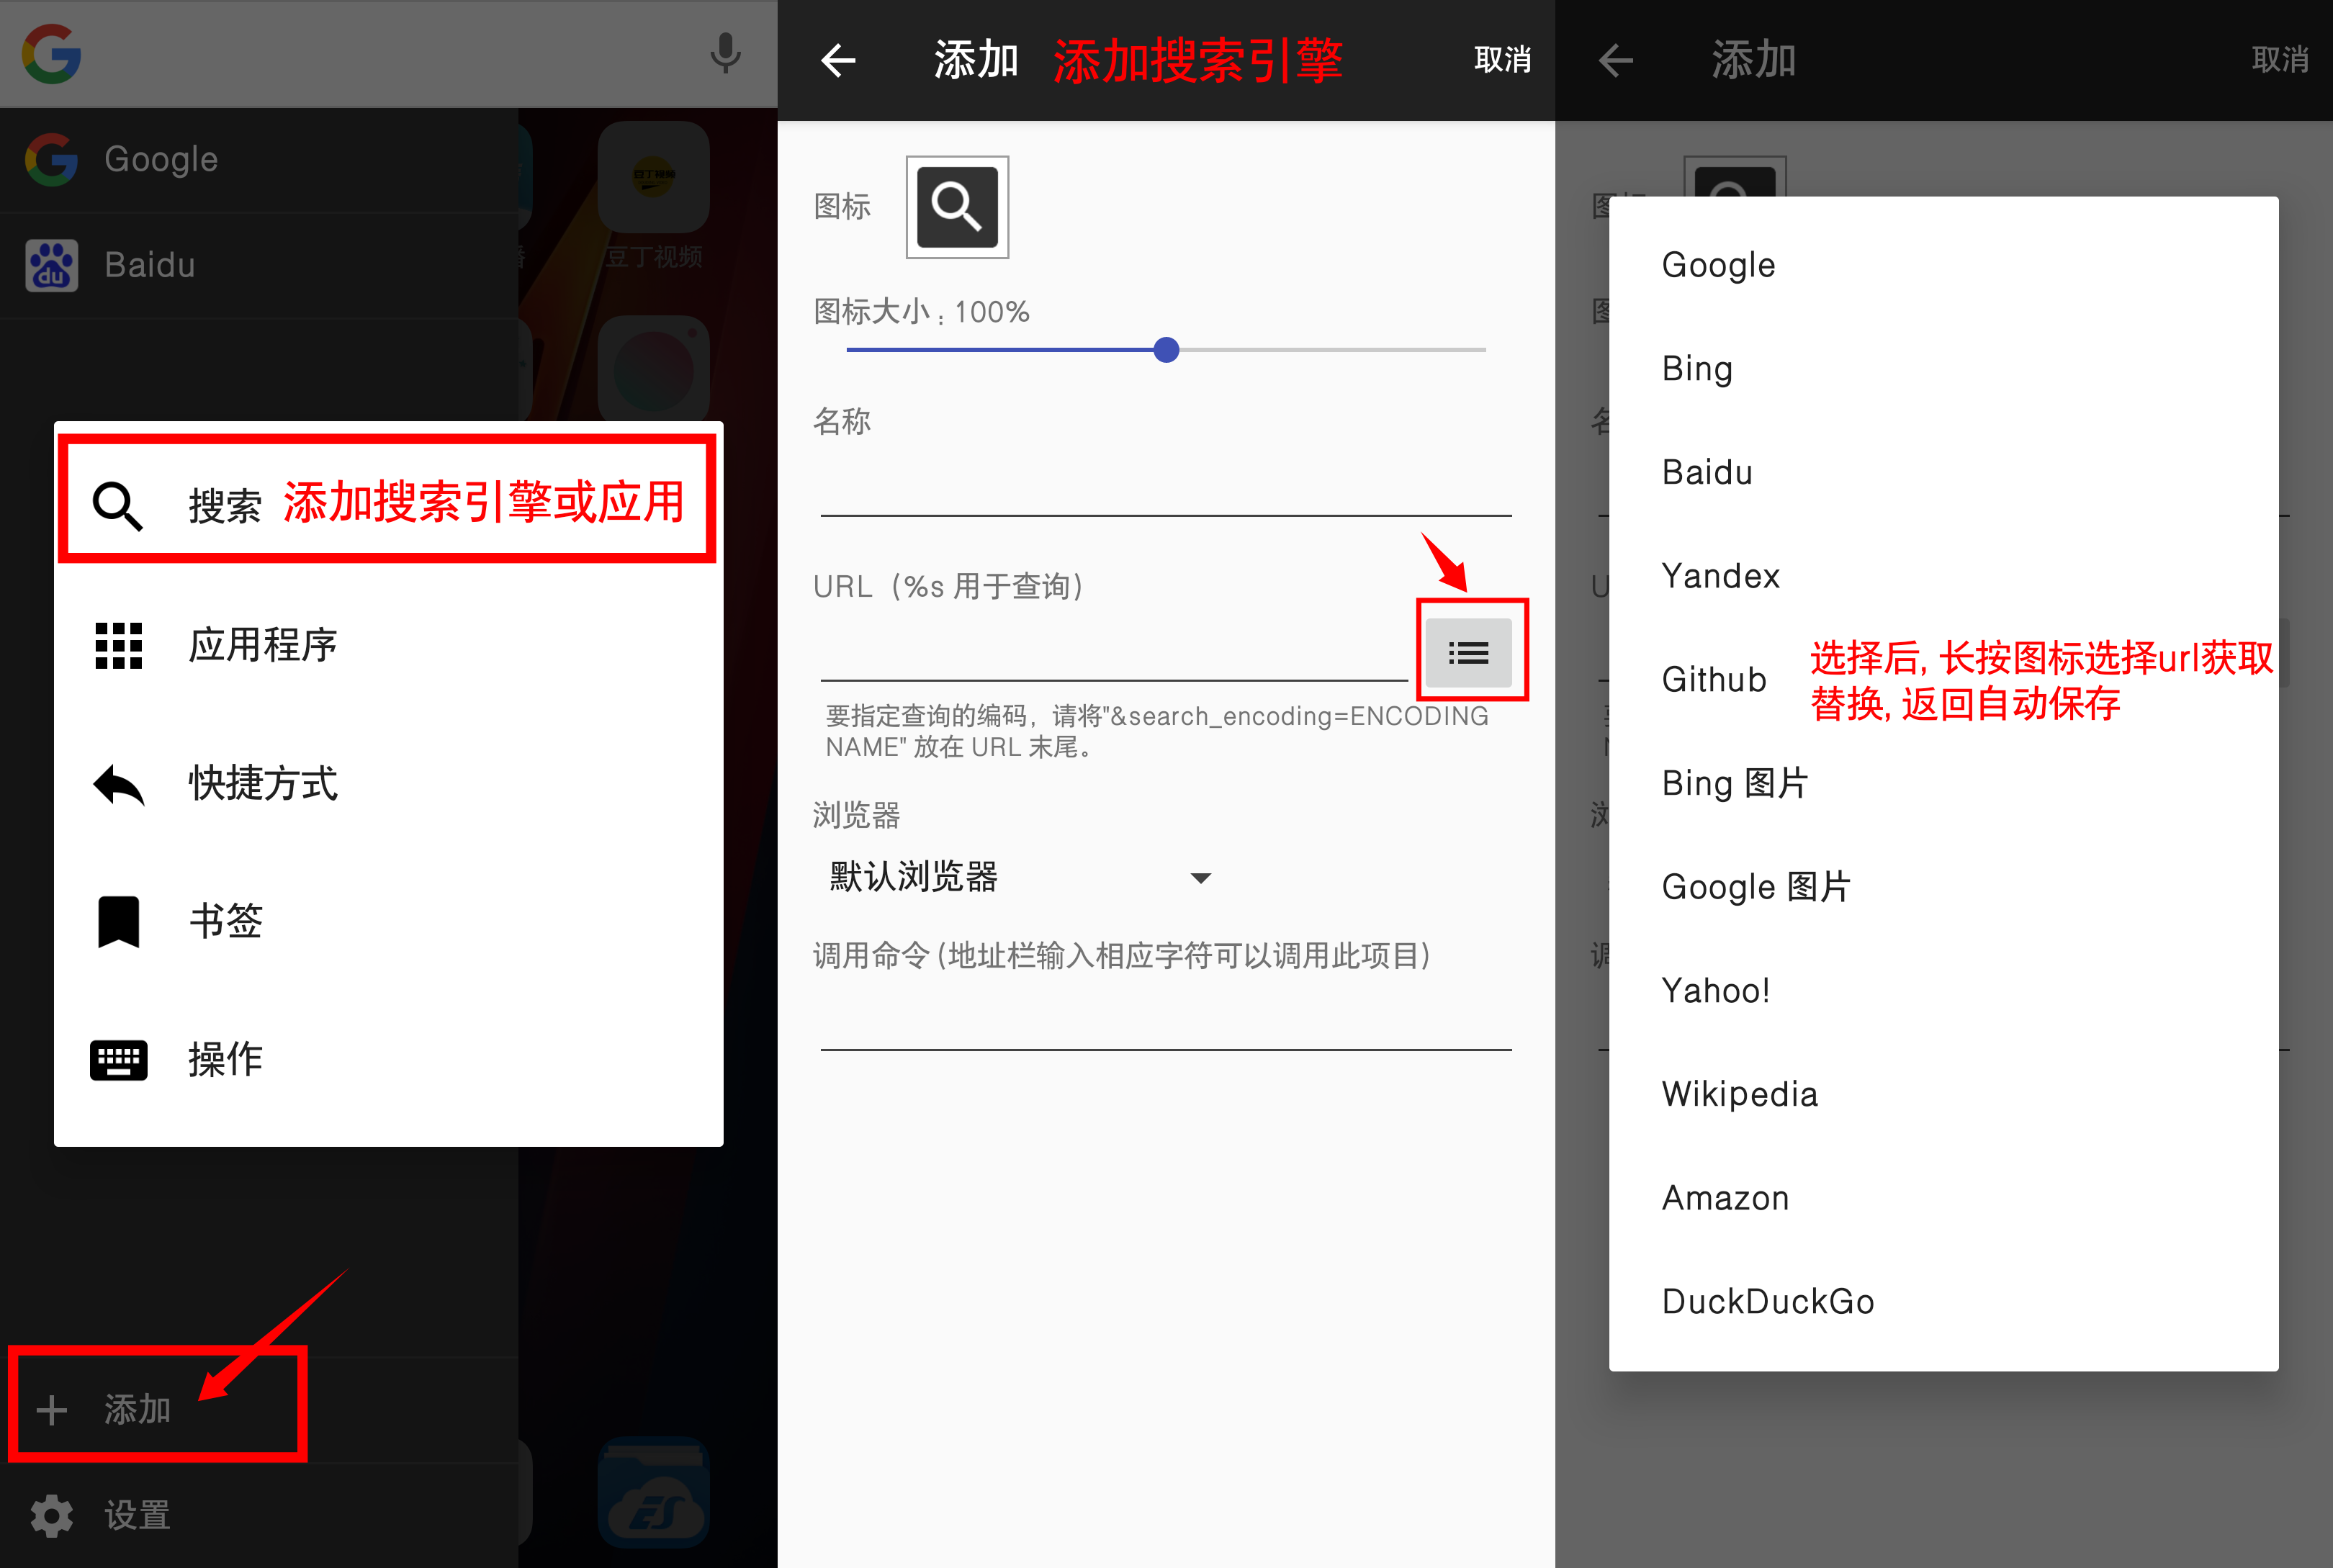 Google
豆丁视频
du
Baidu
豆丁视频
搜索 添加搜索引擎或应用
应用程序
快捷方式
书签
操作
添加
设置
ES
添加 添加搜索引擎 取消
图标
图标大小：100%
名称
URL（%s 用于查询）
要指定查询的编码，请将"&search_encoding=ENCODING
NAME" 放在 URL 末尾。
浏览器
默认浏览器
调用命令 (地址栏输入相应字符可以调用此项目)
添加 取消
Google
Bing
Baidu
Yandex
Github
选择后, 长按图标选择url获取
替换, 返回自动保存
Bing 图片
Google 图片
Yahoo!
Wikipedia
Amazon
DuckDuckGo